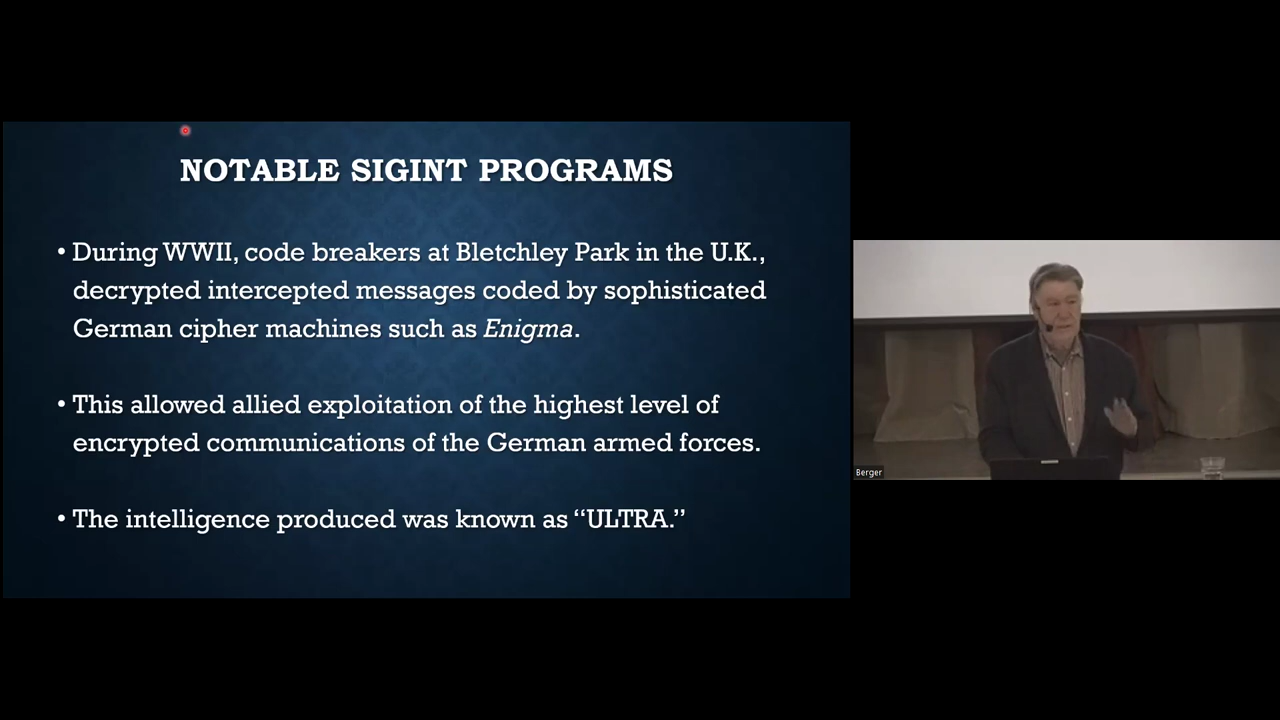 NOTABLE SIGINT PROGRAMS
• During WWII, code breakers at Bletchley Park in the U.K.,
decrypted intercepted messages coded by sophisticated
German cipher machines such as Enigma.
• This allowed allied exploitation of the highest level of
encrypted communications of the German armed forces.
• The intelligence produced was known as “ULTRA.”
Berger